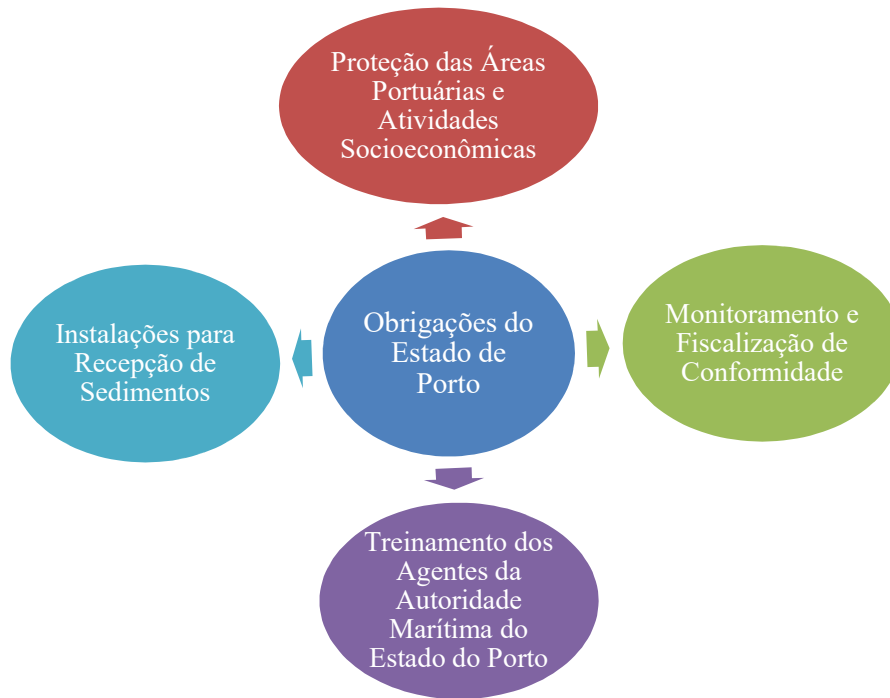 Proteção das Áreas
Portuárias e
Atividades
Socioeconômicas
Instalações para
Recepção de
Sedimentos
Obrigações do
Estado de
Porto
Monitoramento e
Fiscalização de
Conformidade
Treinamento dos
Agentes da
Autoridade
Marítima do
Estado do Porto